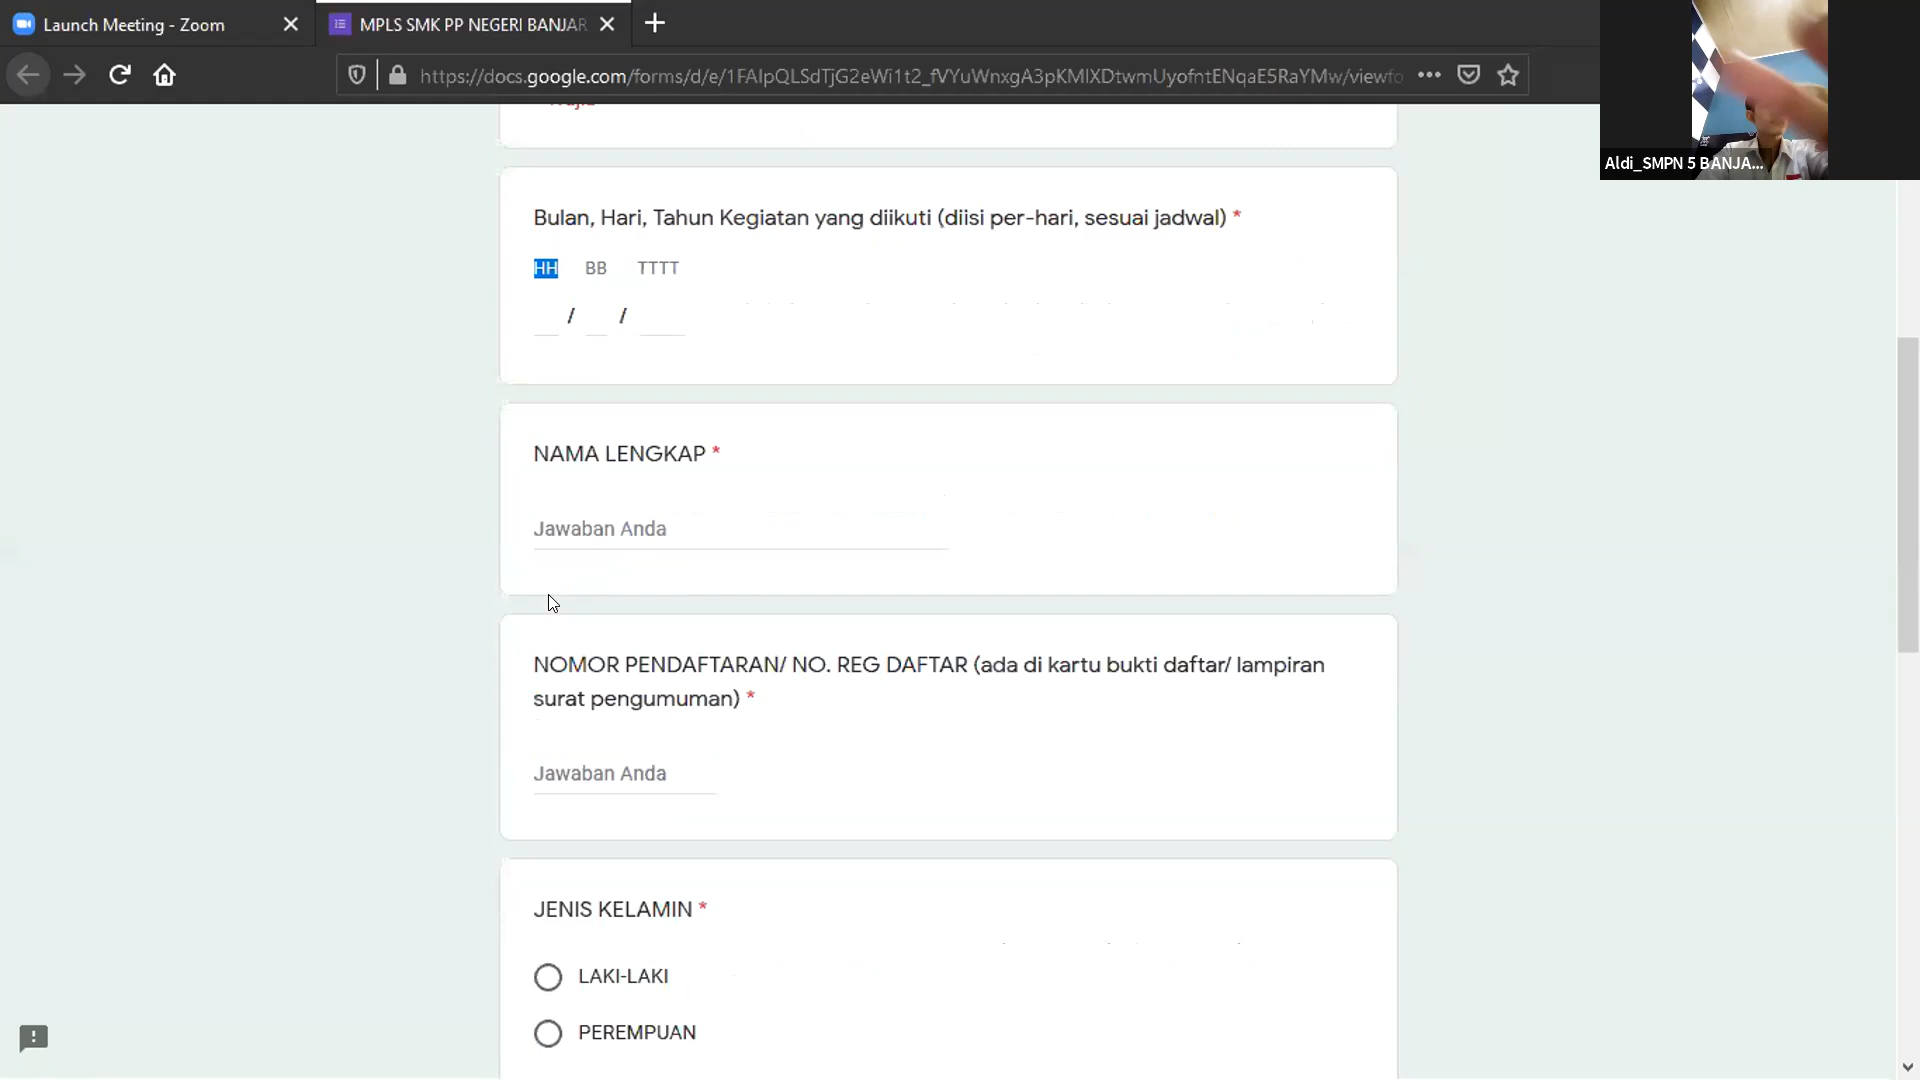 Launch Meeting - Zoom
MPLS SMK PP NEGERI BANJAR
https://docs.google.com/forms/d/e/1FAIpQLSdTjG2eWi1t2_fVYuWnxgA3pKMIXDtwmUyofntENqaE5RaYMw/viewfo
Aldi_SMPN 5 BANJA...
Bulan, Hari, Tahun Kegiatan yang diikuti (diisi per-hari, sesuai jadwal) *
HH BB TTTT
/ /
NAMA LENGKAP *
Jawaban Anda
NOMOR PENDAFTARAN/ NO. REG DAFTAR (ada di kartu bukti daftar/ lampiran
surat pengumuman) *
Jawaban Anda
JENIS KELAMIN *
LAKI-LAKI
PEREMPUAN